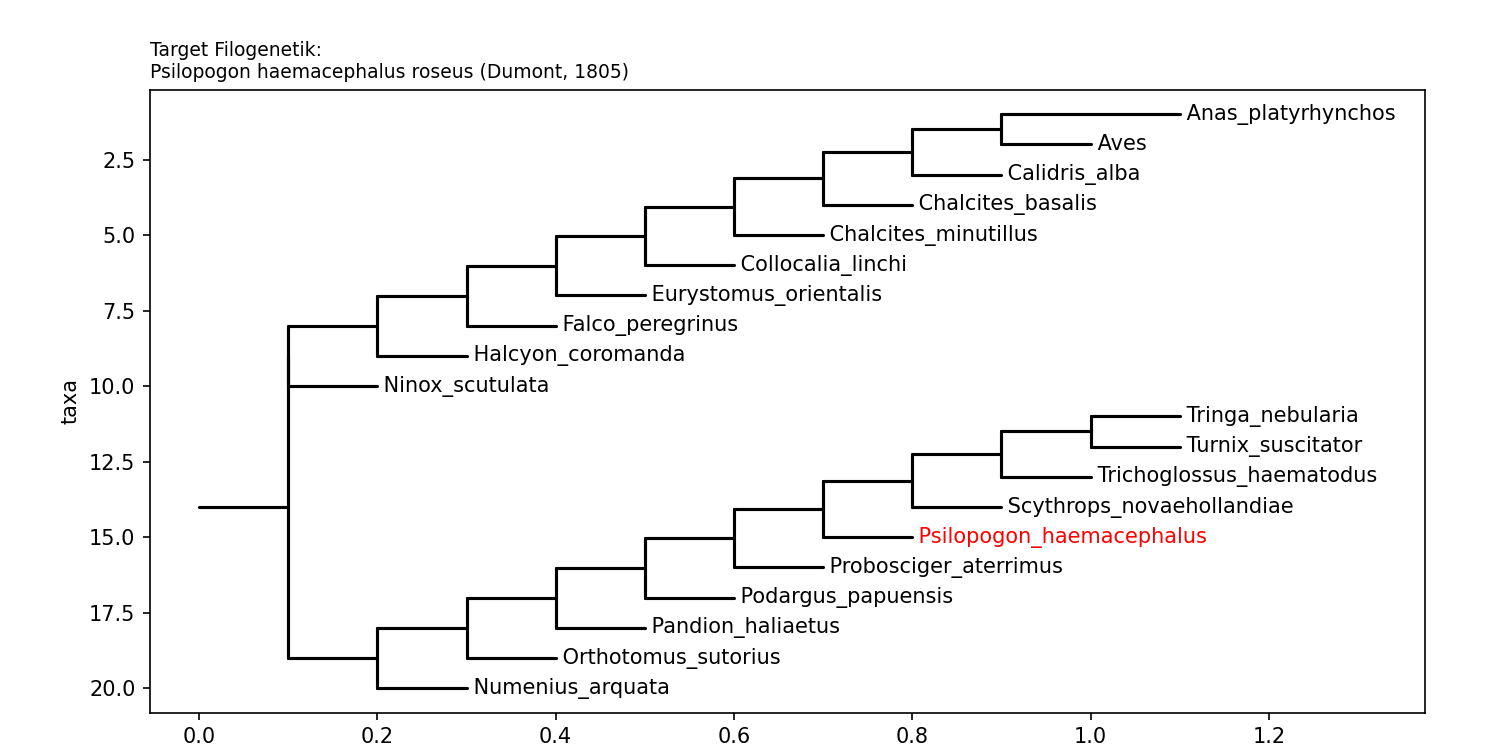 Target Filogenetik:
Psilopogon haemacephalus roseus (Dumont, 1805)
Anas_platyrhynchos
Aves
2.5
Calidris_alba
Chalcites_basalis
5.0
Chalcites_minutillus
Collocalia_linchi
Eurystomus_orientalis
7.5
Falco_peregrinus
Halcyon_coromanda
10.0
Ninox_scutulata
taxa
Tringa_nebularia
Turnix_suscitator
12.5
Trichoglossus_haematodus
Scythrops_novaehollandiae
15.0
Psilopogon_haemacephalus
Probosciger_aterrimus
Podargus_papuensis
17.5
Pandion_haliaetus
Orthotomus_sutorius
20.0
Numenius_arquata
0.0 0.2 0.4 0.6 0.8 1.0 1.2